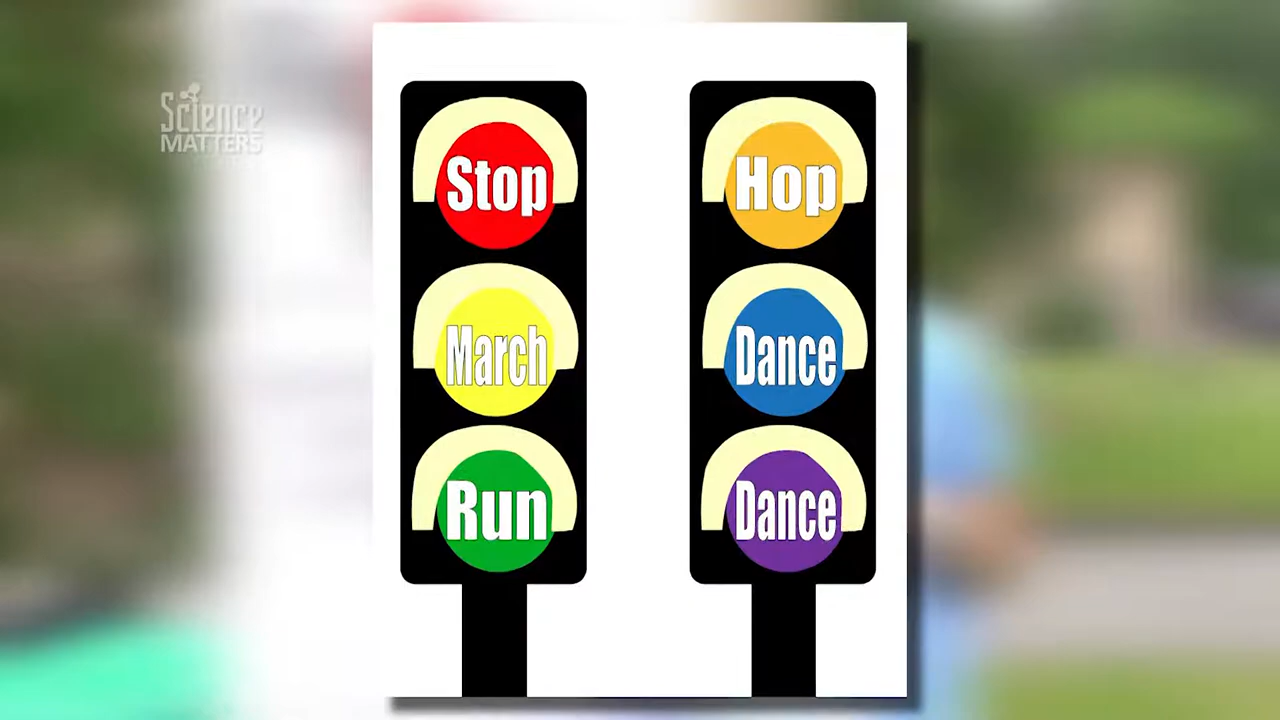 Science
MATTERS
Stop
March
Run
Hop
Dance
Dance